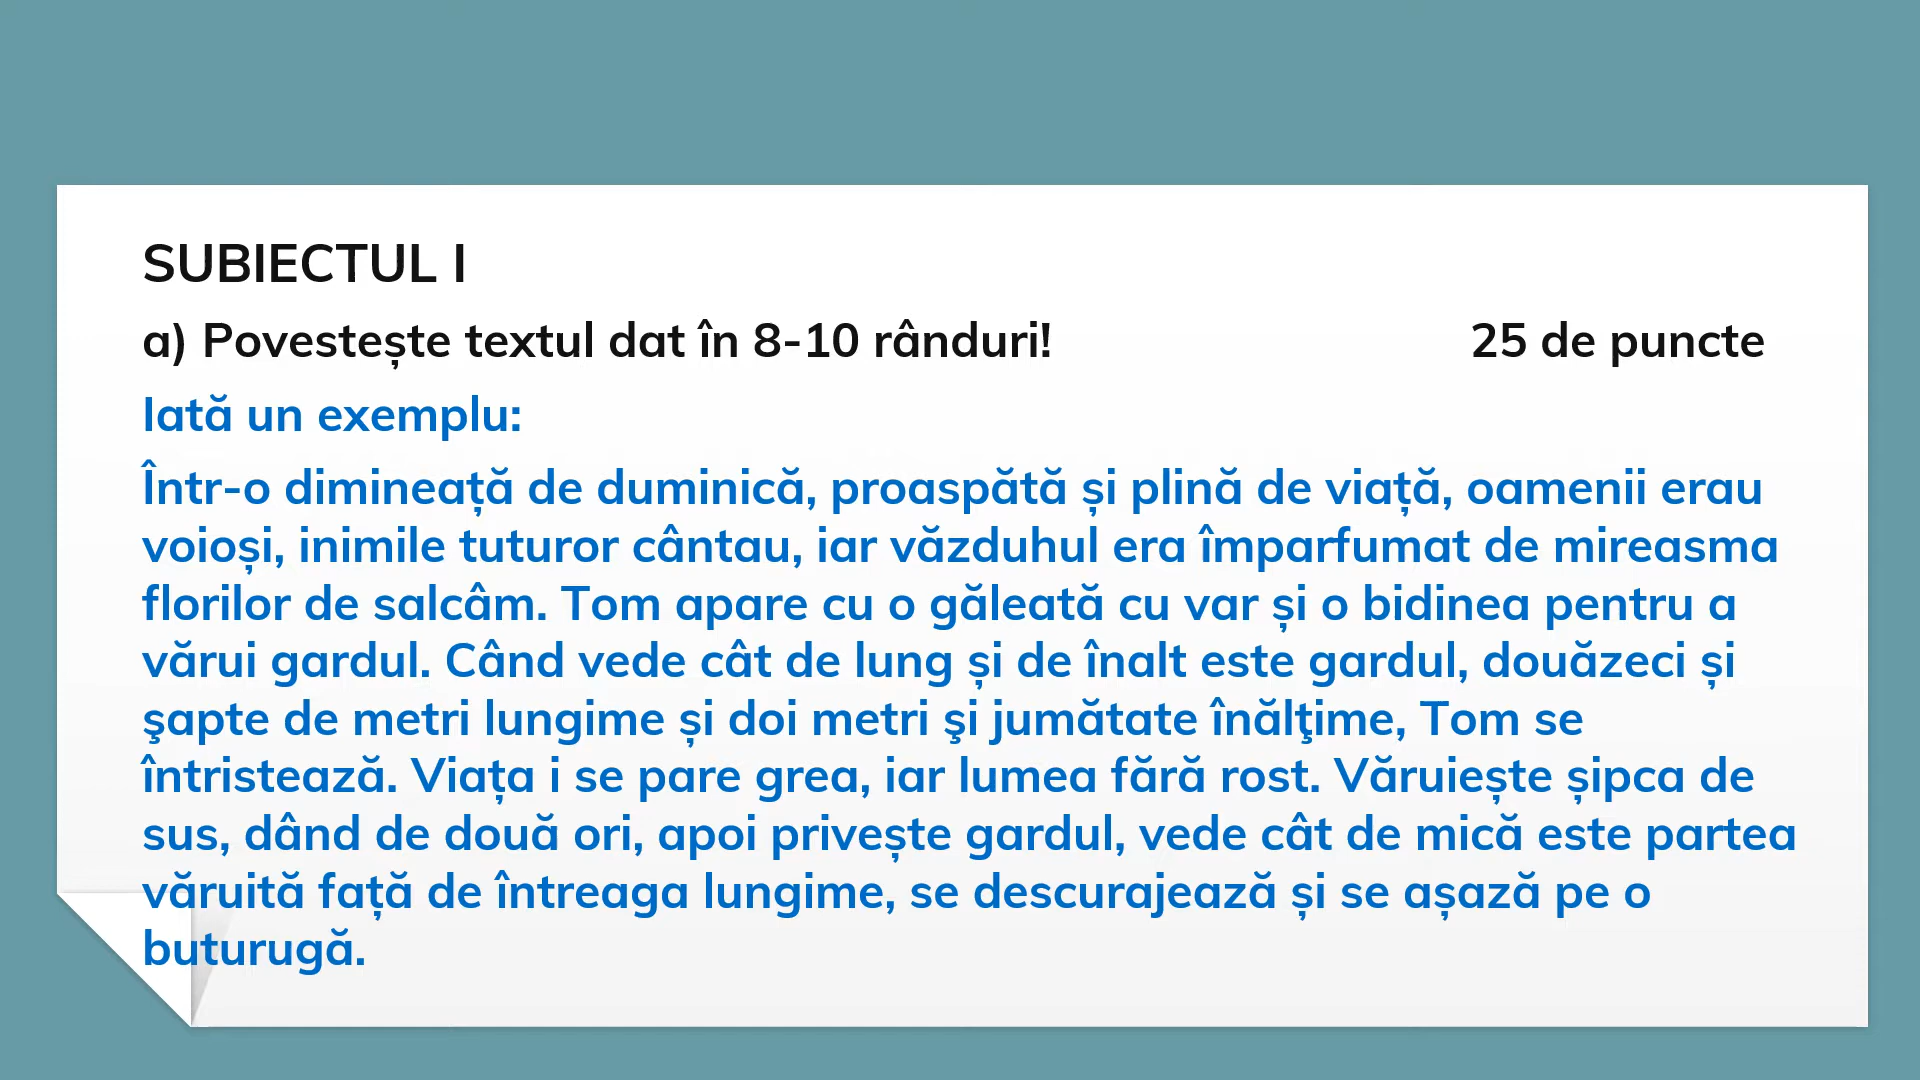 SUBIECTUL I
a) Povestește textul dat în 8-10 rânduri! 25 de puncte
Iată un exemplu:
Într-o dimineață de duminică, proaspătă și plină de viață, oamenii erau
voioși, inimile tuturor cântau, iar văzduhul era împarfumat de mireasma
florilor de salcâm. Tom apare cu o găleată cu var și o bidinea pentru a
vărui gardul. Când vede cât de lung și de înalt este gardul, douăzeci și
şapte de metri lungime și doi metri şi jumătate înălţime, Tom se
întristează. Viața i se pare grea, iar lumea fără rost. Văruiește șipca de
sus, dând de două ori, apoi privește gardul, vede cât de mică este partea
văruită față de întreaga lungime, se descurajează și se așază pe o
buturugă.